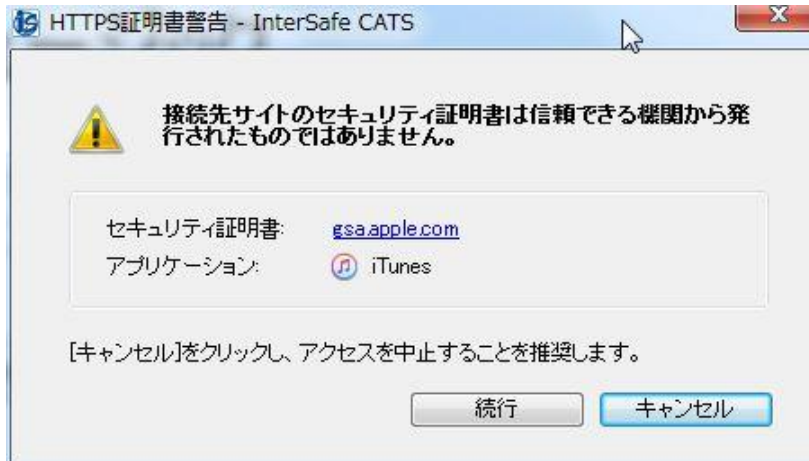 HTTPS証明書警告 - InterSafe CATS
接続先サイトのセキュリティ証明書は信頼できる機関から発
行されたものではありません。
セキュリティ証明書: gsa.apple.com
アプリケーション: iTunes
[キャンセル]をクリックし、アクセスを中止することを推奨します。
続行 キャンセル